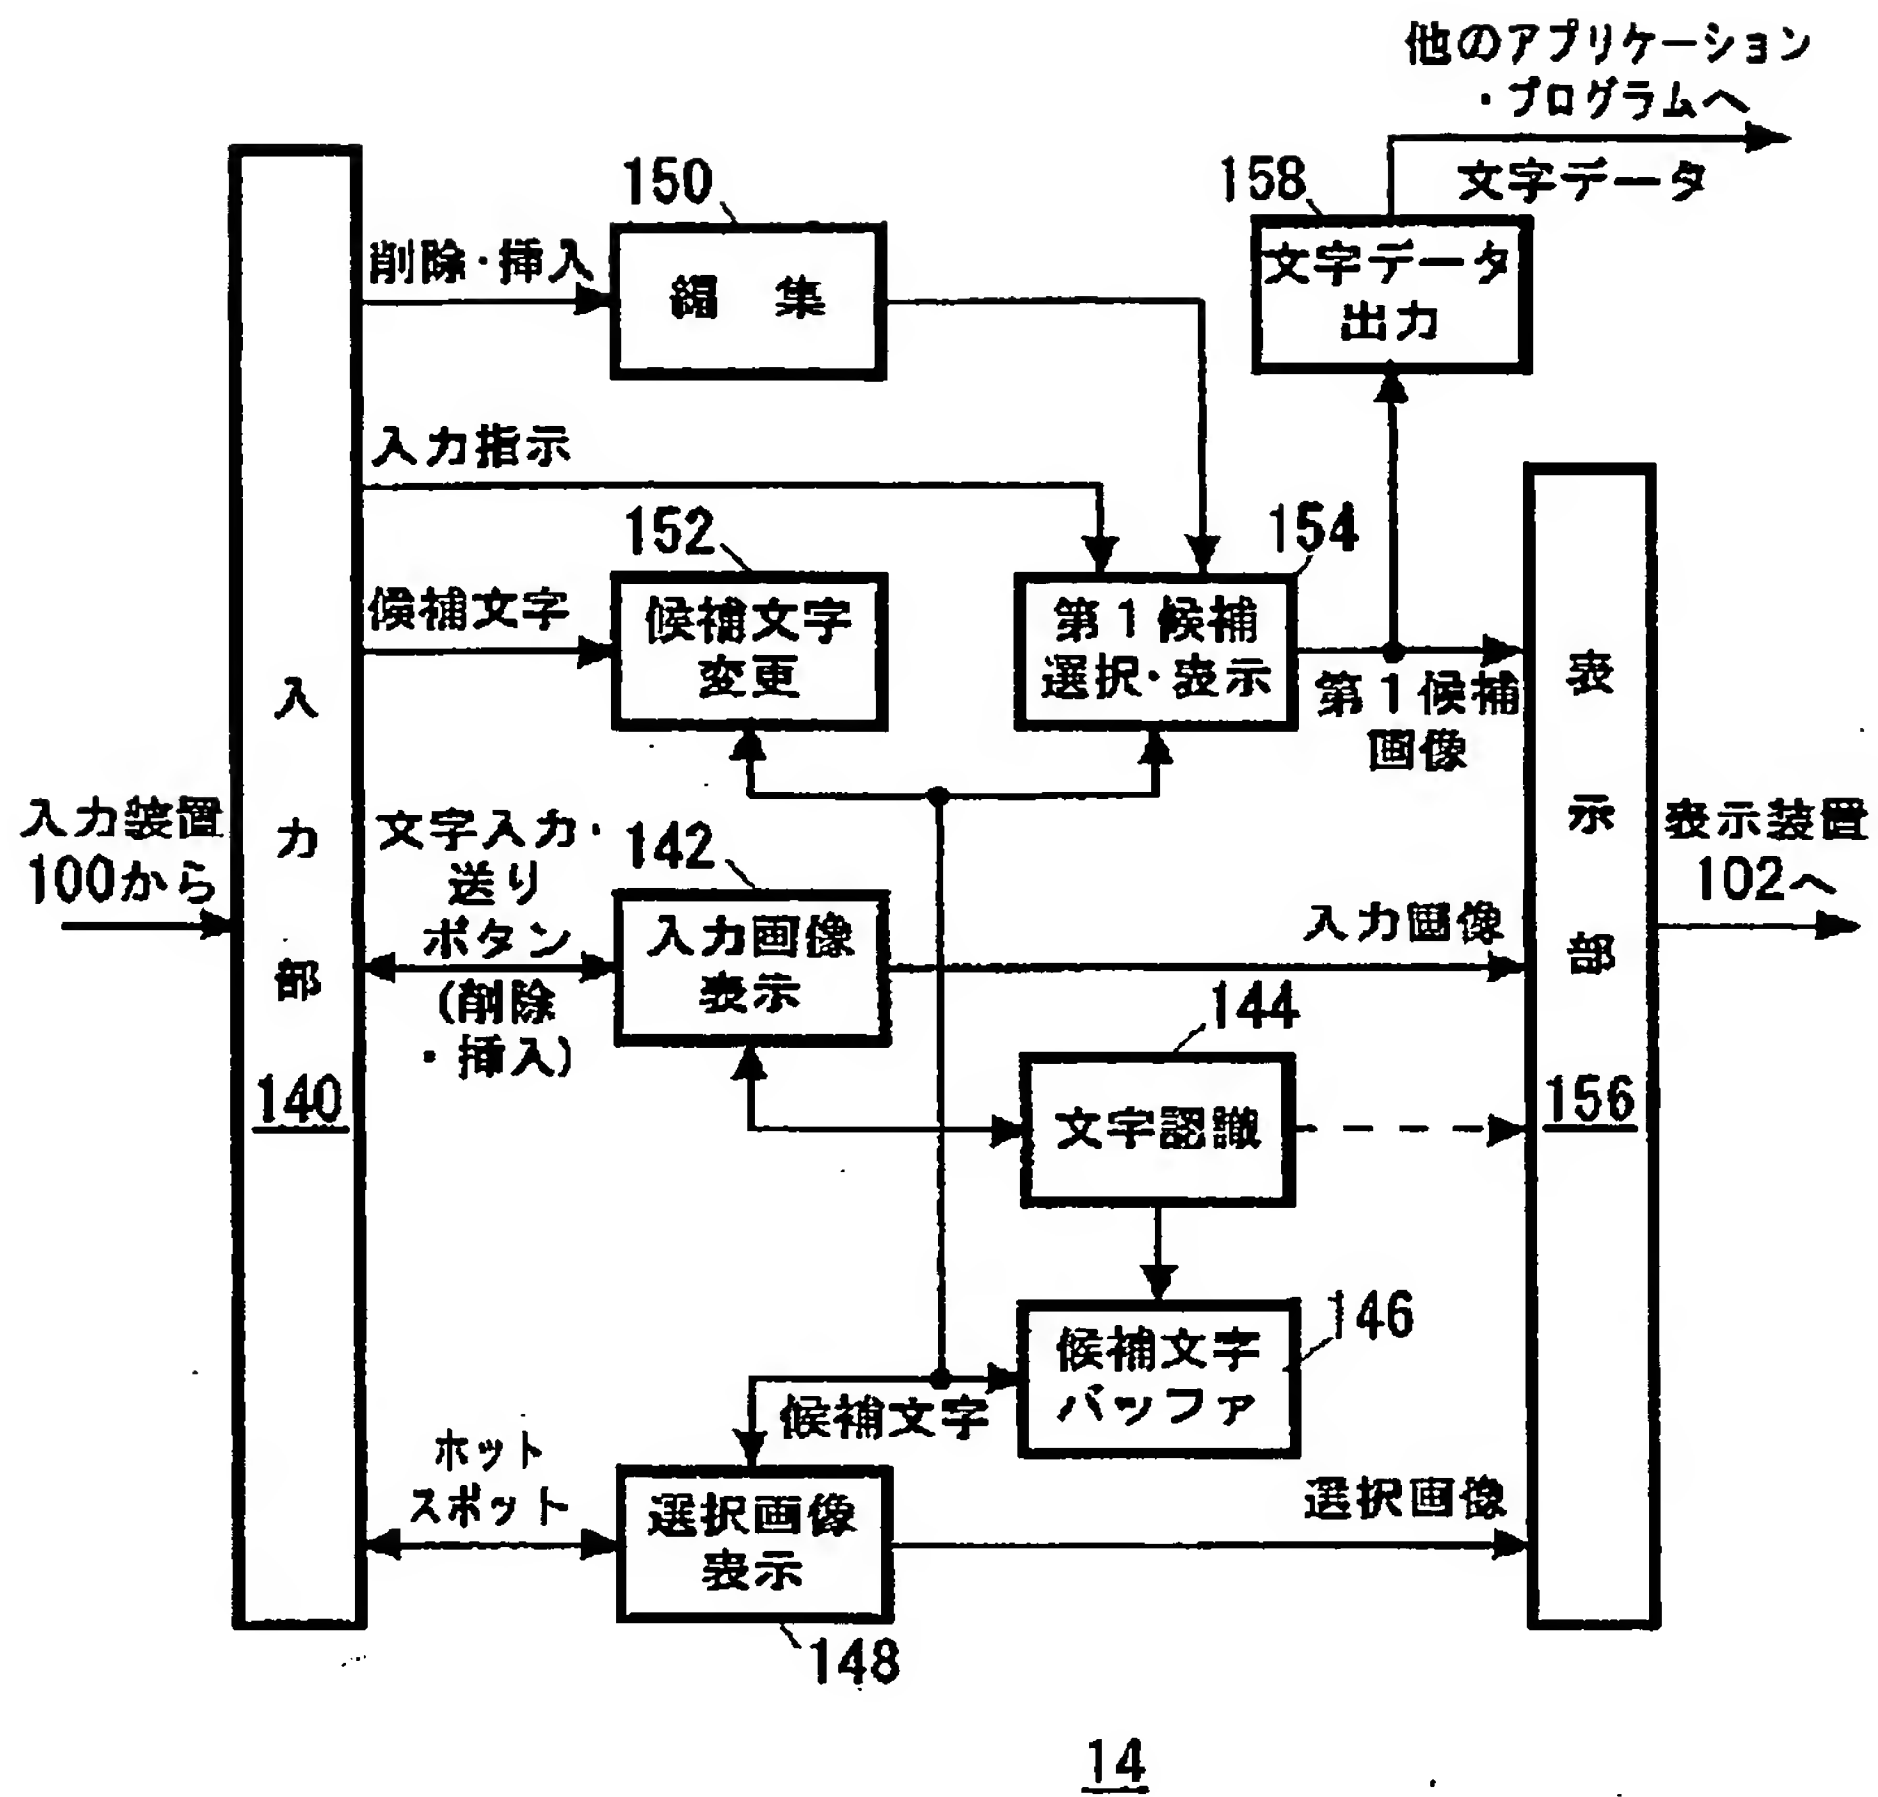 他のアプリケーション
・プログラムへ
文字データ
150
158
削除・挿入
編 集
文字データ
出力
入力指示
152
154
候補文字
候補文字
変更
第1候補
選択・表示
第1候補
画像
入力部
140
入力装置
100から
文字入力・
送り
ボタン
(削除
・挿入)
142
入力画像
表示
入力画像
表示部
156
表示装置
102へ
144
文字認識
146
候補文字
バッファ
候補文字
ホット
スポット
選択画像
表示
選択画像
148
14